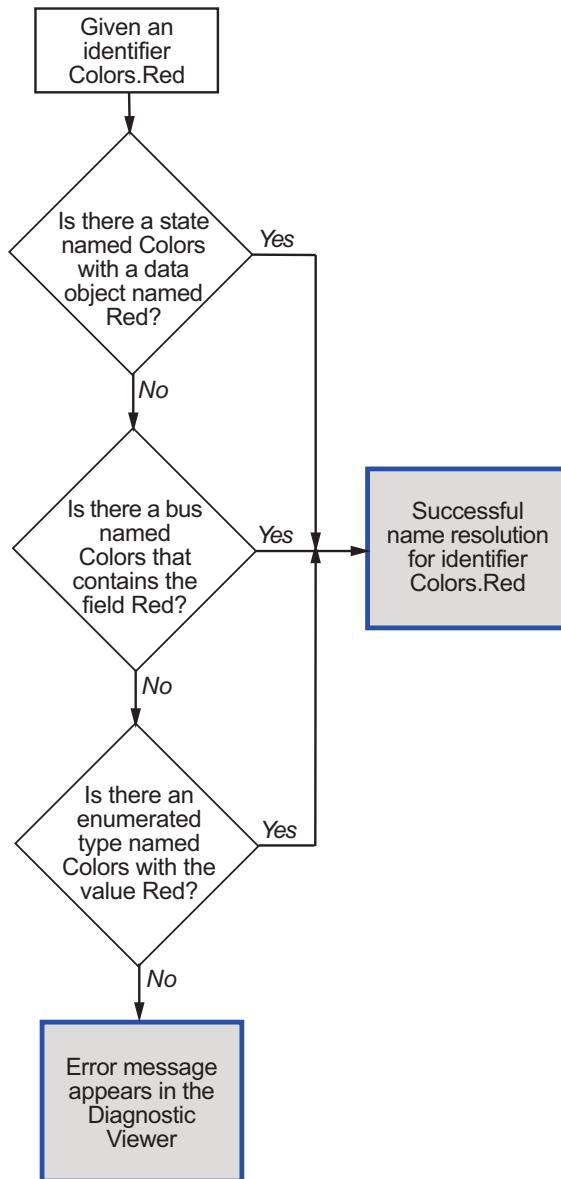 Given an
identifier
Colors.Red
Is there a state
named Colors
with a data
object named
Red?
Yes
No
Is there a bus
named
Colors that
contains the
field Red?
Yes
Successful
name resolution
for identifier
Colors.Red
No
Is there an
enumerated
type named
Colors with the
value Red?
Yes
No
Error message
appears in the
Diagnostic
Viewer